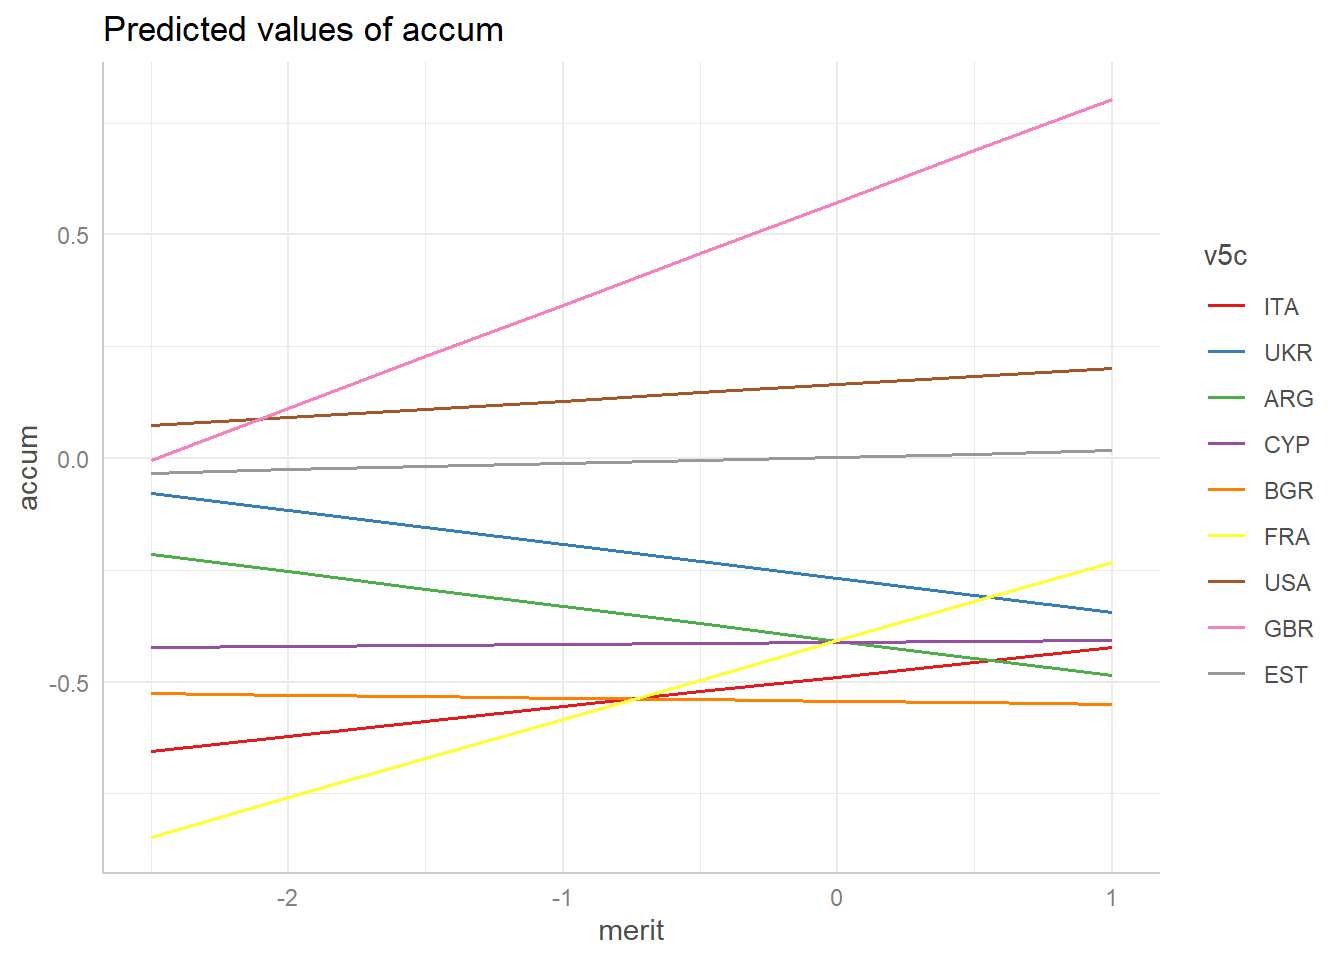 Predicted values of accum
accum
0.5
0.0
-0.5
-2
-1
0
1
merit
v5c
ITA
UKR
ARG
CYP
BGR
FRA
USA
GBR
EST